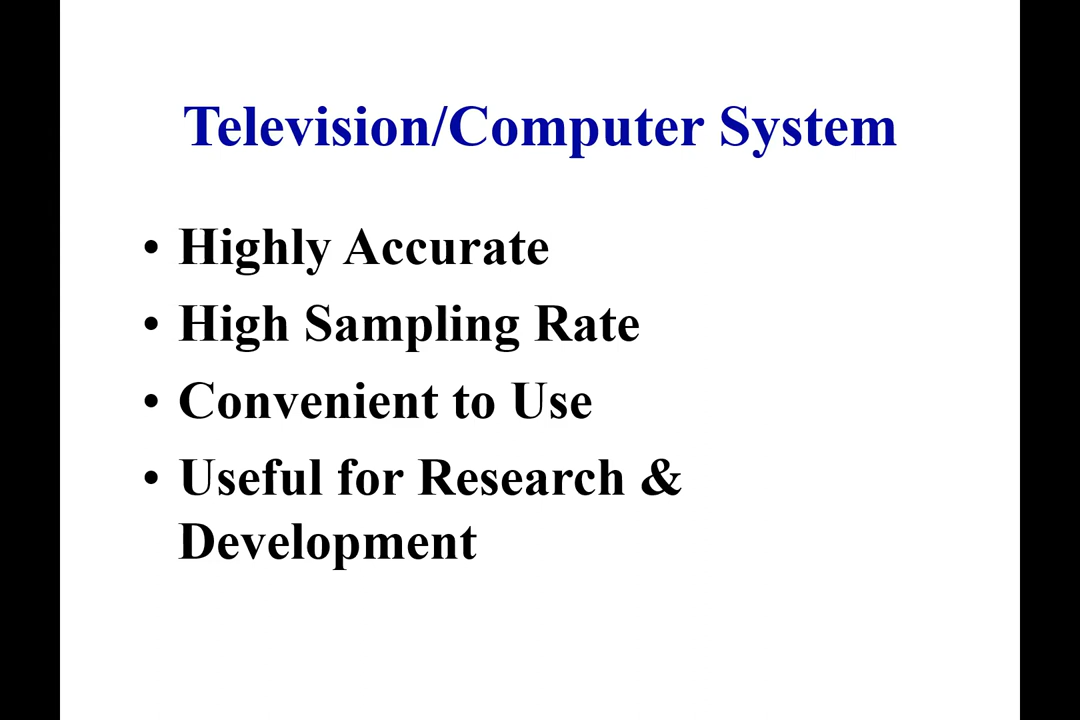 Television/Computer System
• Highly Accurate
• High Sampling Rate
• Convenient to Use
• Useful for Research &
Development